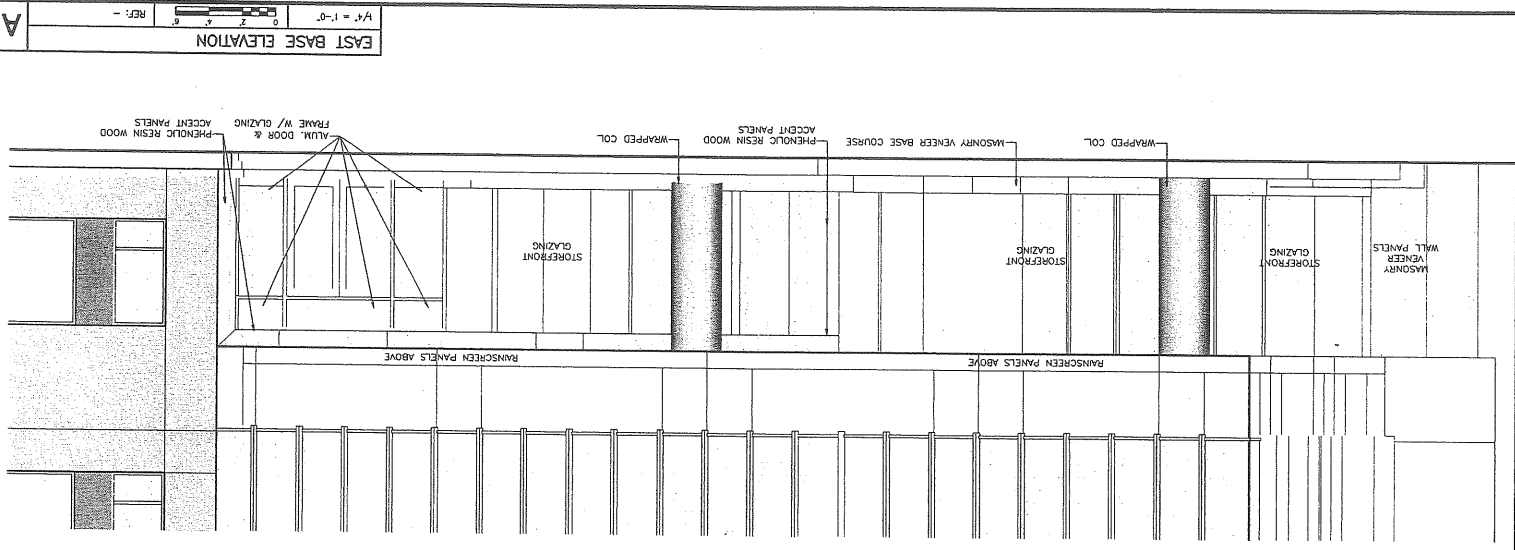 RAINSCREEN PANELS ABOVE
RAINSCREEN PANELS ABOVE
MASONRY
VENEER
WALL PANELS
STOREFRONT
GLAZING
STOREFRONT
GLAZING
STOREFRONT
GLAZING
WRAPPED COL
MASONRY VENEER BASE COURSE
PHENOLIC RESIN WOOD
ACCENT PANELS
WRAPPED COL
ALUM. DOOR &
FRAME W/ GLAZING
PHENOLIC RESIN WOOD
ACCENT PANELS
EAST BASE ELEVATION
1/4" = 1'-0"
0 2' 4' 6'
REF: -
A